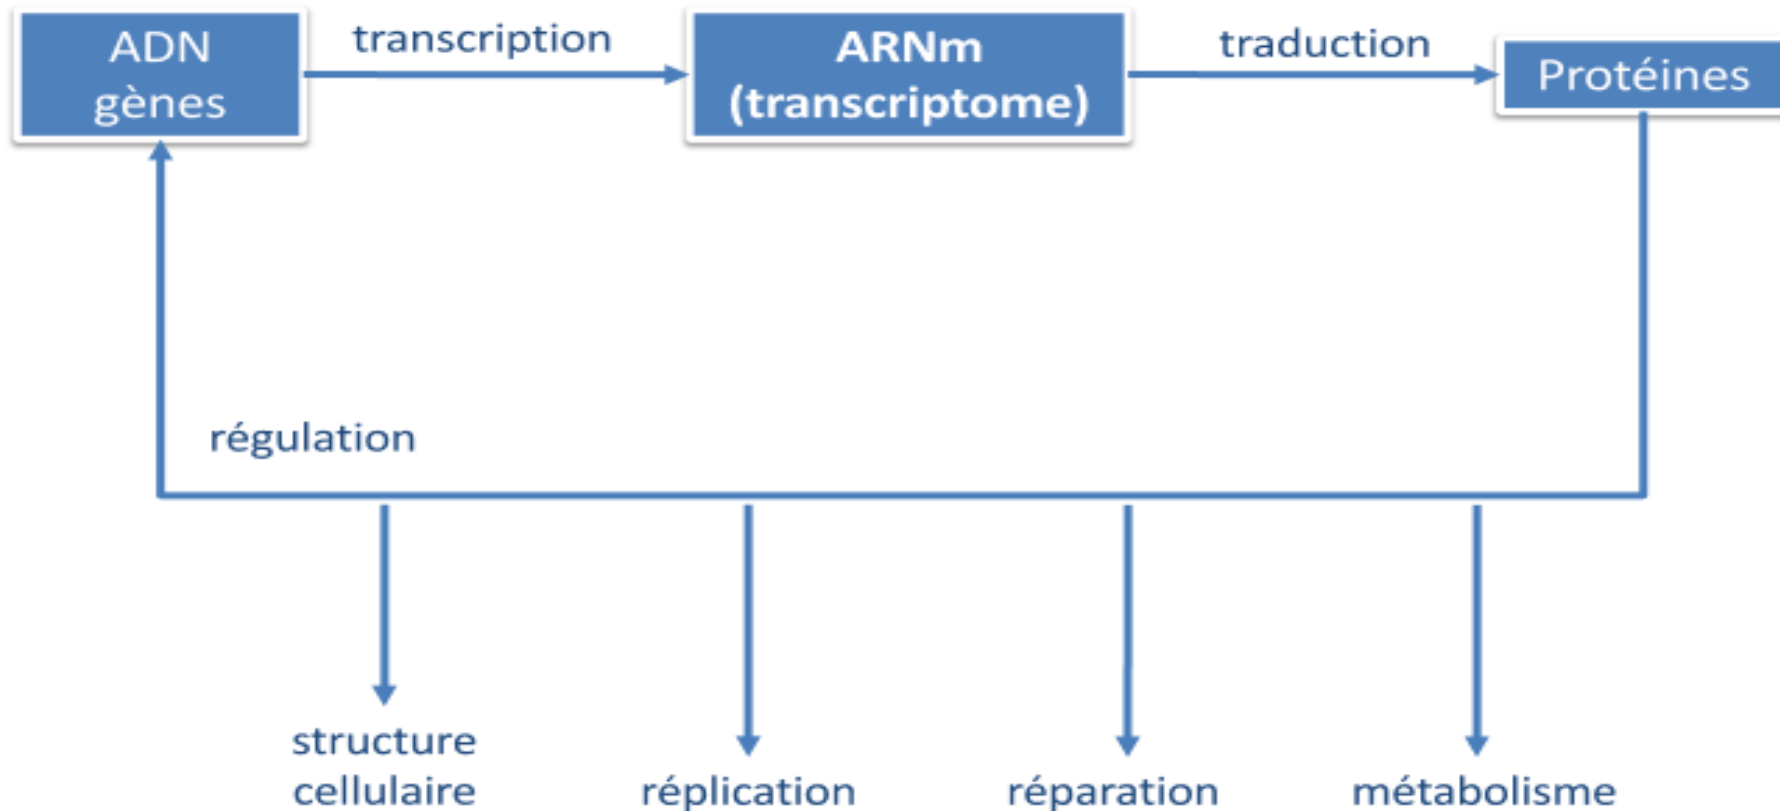 ADN
gènes
transcription
ARNm
(transcriptome)
traduction
Protéines
régulation
structure
cellulaire
réplication
réparation
métabolisme